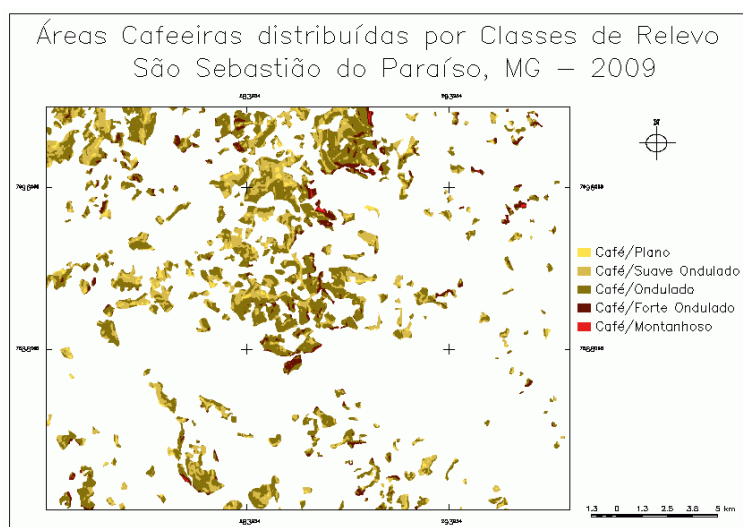 Áreas Cafeeiras distribuídas por Classes de Relevo
São Sebastião do Paraíso, MG – 2009
Café/Plano
Café/Suave Ondulado
Café/Ondulado
Café/Forte Ondulado
Café/Montanhoso
1.3 0 1.3 2.5 3.8 5 km